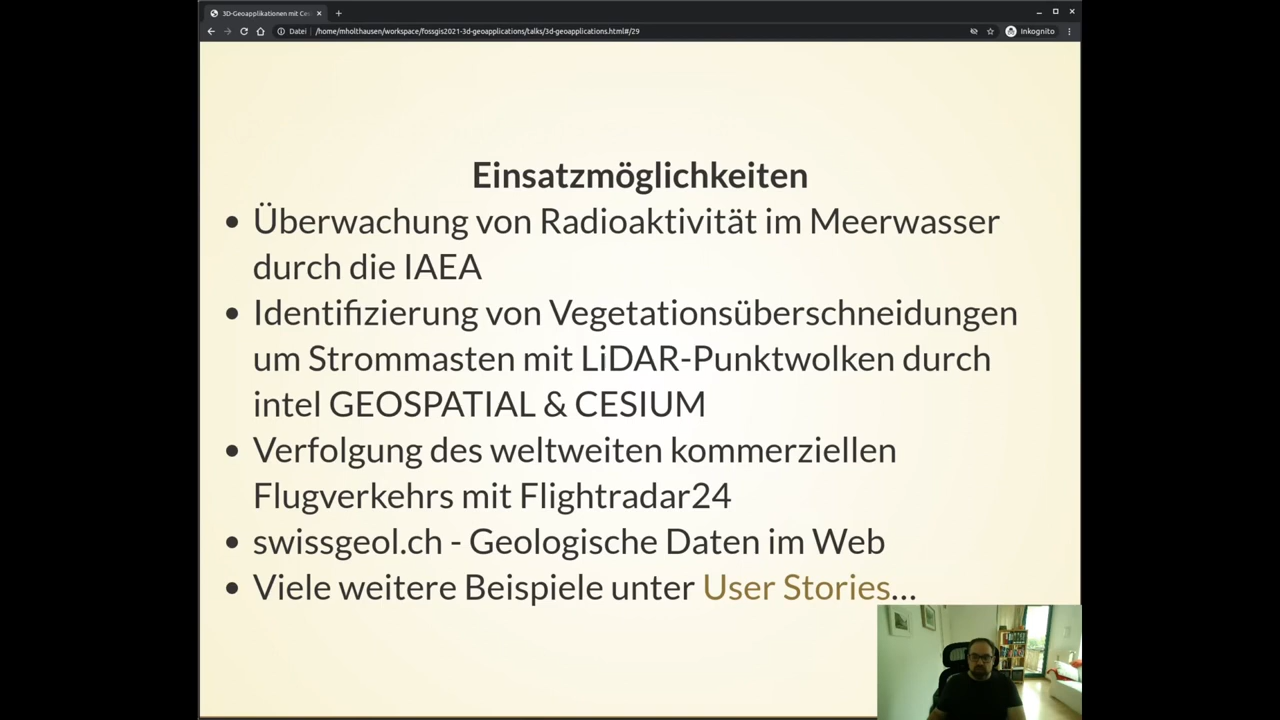 3D-Geoapplikationen mit Ces
Datei
/home/mholthausen/workspace/fossgis2021-3d-geoapplications/talks/3d-geoapplications.html#/29
Inkognito
Einsatzmöglichkeiten
• Überwachung von Radioaktivität im Meerwasser
durch die IAEA
• Identifizierung von Vegetationsüberschneidungen
um Strommasten mit LiDAR-Punktwolken durch
intel GEOSPATIAL & CESIUM
• Verfolgung des weltweiten kommerziellen
Flugverkehrs mit Flightradar24
• swissgeol.ch - Geologische Daten im Web
• Viele weitere Beispiele unter User Stories...